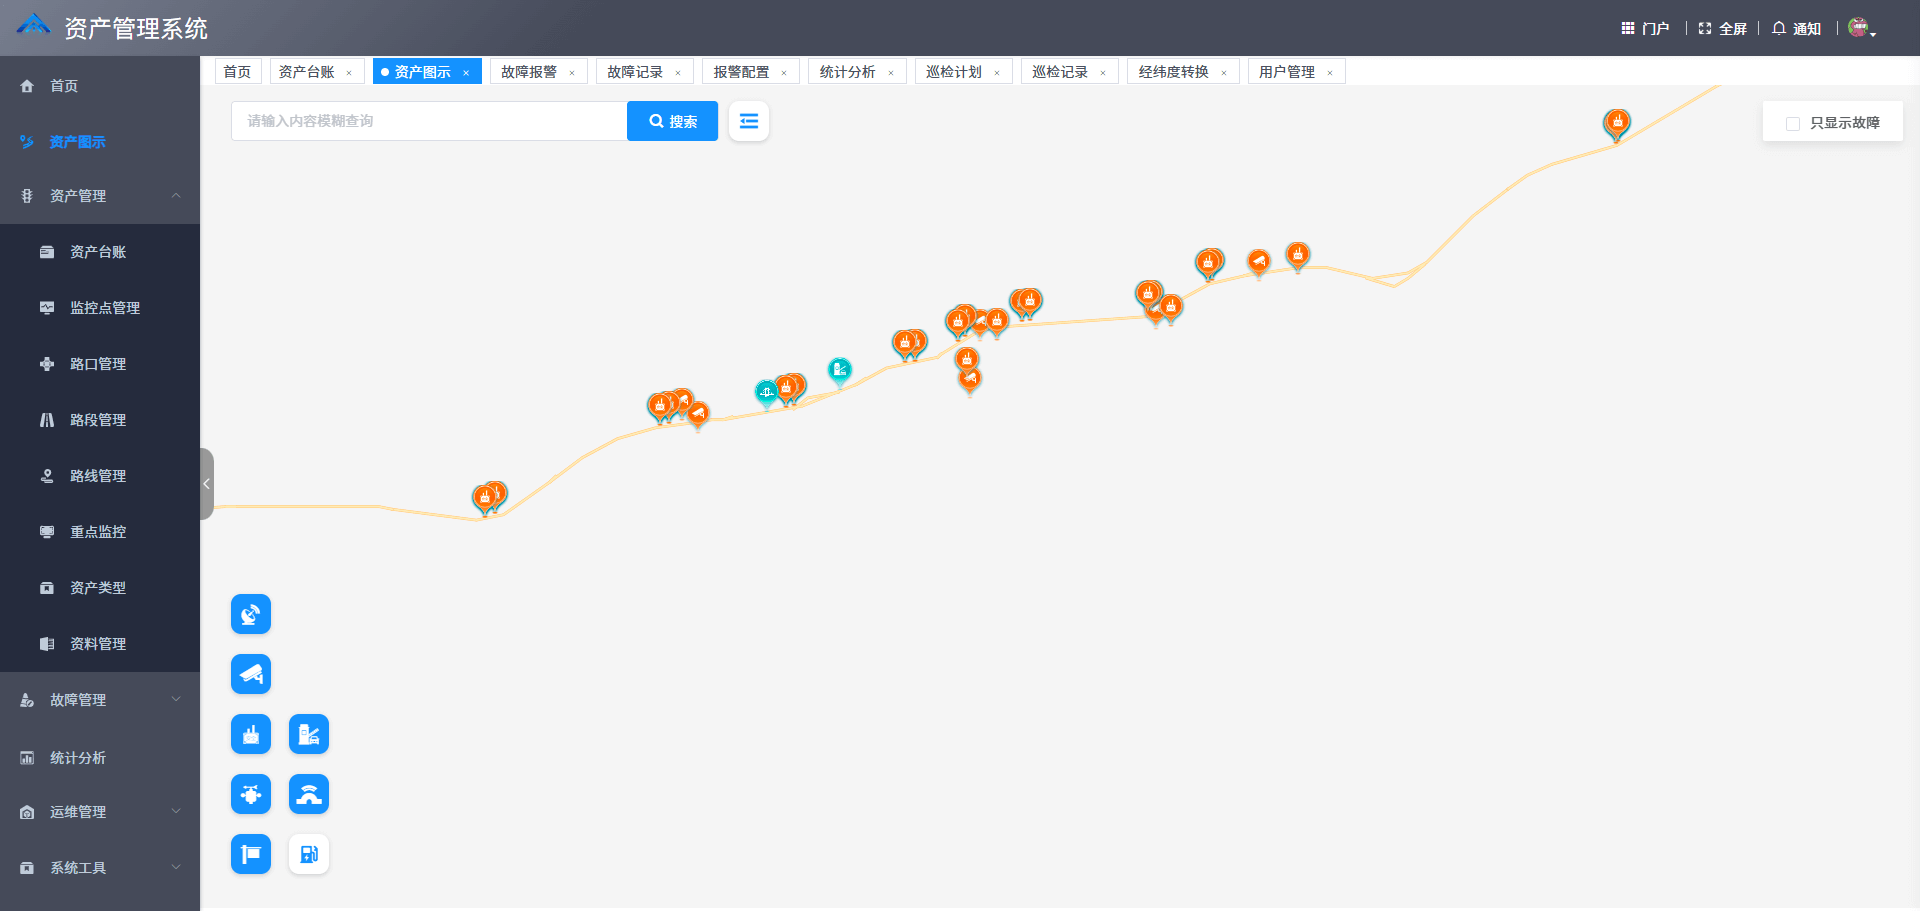 资产管理系统
门户 全屏 通知
首页 资产台账 × 资产图示 × 故障报警 × 故障记录 × 报警配置 × 统计分析 × 巡检计划 × 巡检记录 × 经纬度转换 × 用户管理 ×
请输入内容模糊查询 搜索
只显示故障
首页
资产图示
资产管理
资产台账
监控点管理
路口管理
路段管理
路线管理
重点监控
资产类型
资料管理
故障管理
统计分析
运维管理
系统工具